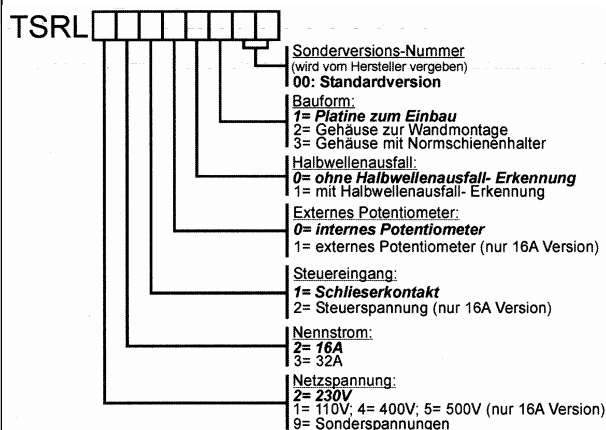 TSRL
Sonderversions-Nummer
(wird vom Hersteller vergeben)
00: Standardversion
Bauform:
1= Platine zum Einbau
2= Gehäuse zur Wandmontage
3= Gehäuse mit Normschienenhalter
Halbwellenausfall:
0= ohne Halbwellenausfall- Erkennung
1= mit Halbwellenausfall- Erkennung
Externes Potentiometer:
0= internes Potentiometer
1= externes Potentiometer (nur 16A Version)
Steuereingang:
1= Schlieserkontakt
2= Steuerspannung (nur 16A Version)
Nennstrom:
2= 16A
3= 32A
Netzspannung:
2= 230V
1= 110V; 4= 400V; 5= 500V (nur 16A Version)
9= Sonderspannungen